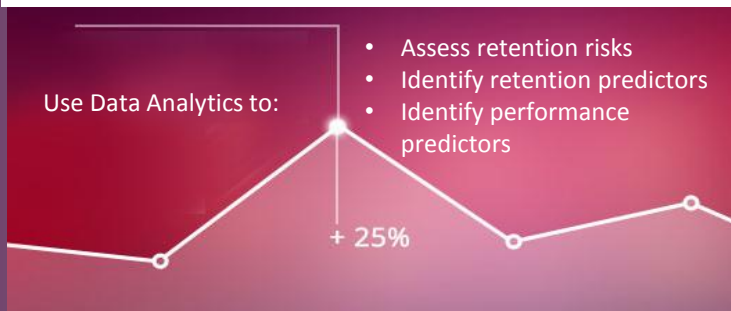 Use Data Analytics to:
• Assess retention risks
• Identify retention predictors
• Identify performance
predictors
+ 25%